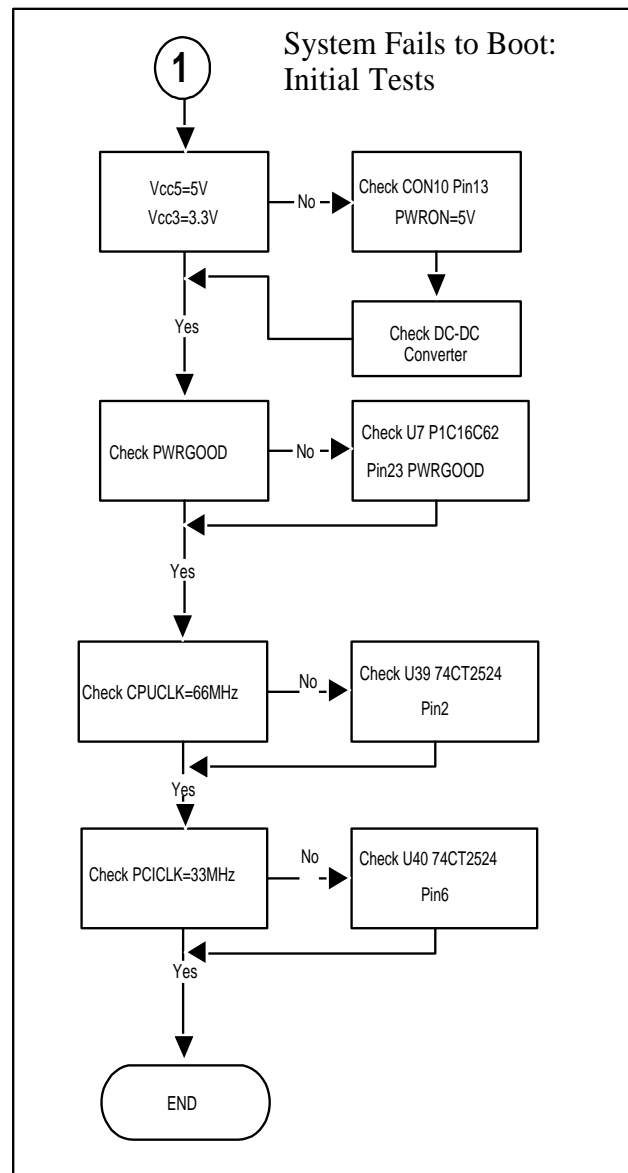 System Fails to Boot:
Initial Tests
1
Vcc5=5V
Vcc3=3.3V
No
Check CON10 Pin13
PWRON=5V
Check DC-DC
Converter
Yes
Check PWRGOOD
No
Check U7 P1C16C62
Pin23 PWRGOOD
Yes
Check CPUCLK=66MHz
No
Check U39 74CT2524
Pin2
Yes
Check PCICLK=33MHz
No
Check U40 74CT2524
Pin6
Yes
END